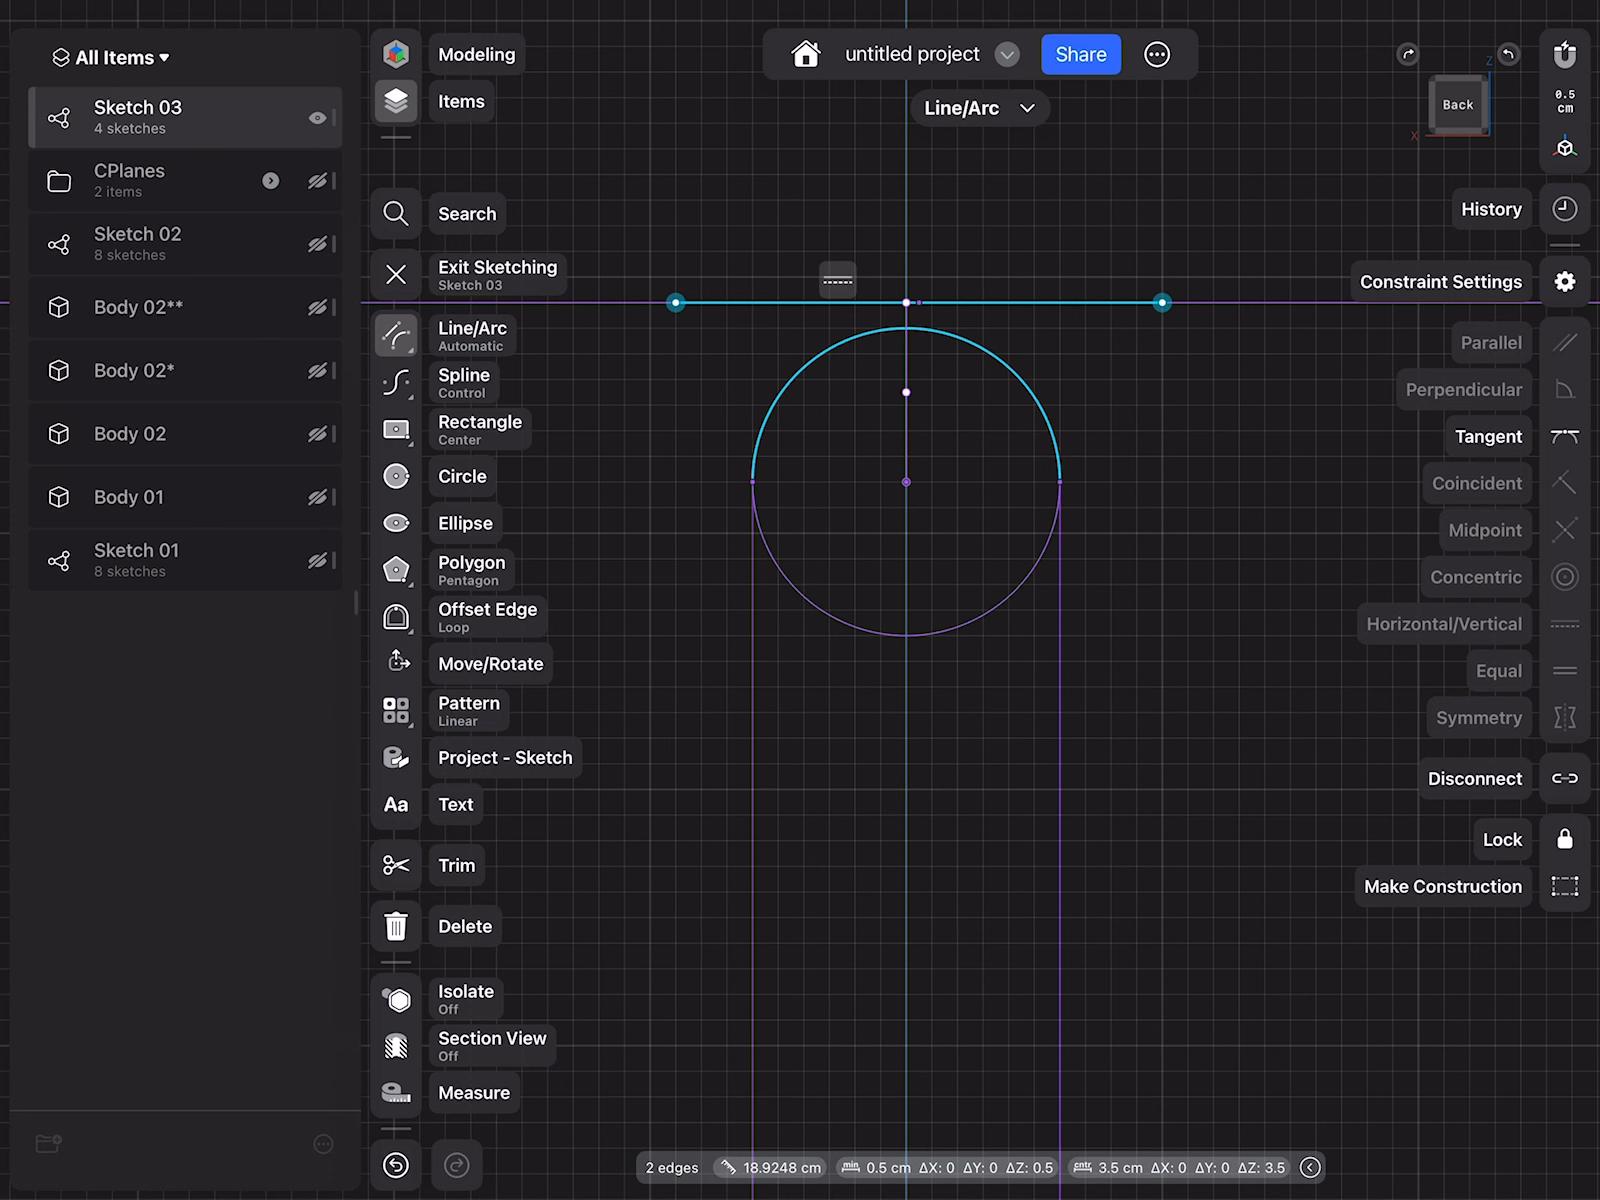 All Items
Sketch 03
4 sketches
CPlanes
2 items
Sketch 02
8 sketches
Body 02**
Body 02*
Body 02
Body 01
Sketch 01
8 sketches
Modeling
Items
Search
Exit Sketching
Sketch 03
Line/Arc
Automatic
Spline
Control
Rectangle
Center
Circle
Ellipse
Polygon
Pentagon
Offset Edge
Loop
Move/Rotate
Pattern
Linear
Project - Sketch
Aa Text
Trim
Delete
Isolate
Off
Section View
Off
Measure
untitled project Share
Line/Arc
Z
Back
X
0.5
cm
History
Constraint Settings
Parallel
Perpendicular
Tangent
Coincident
Midpoint
Concentric
Horizontal/Vertical
Equal
Symmetry
Disconnect
Lock
Make Construction
2 edges 18.9248 cm min 0.5 cm ΔX: 0 ΔY: 0 ΔZ: 0.5 cntr 3.5 cm ΔX: 0 ΔY: 0 ΔZ: 3.5